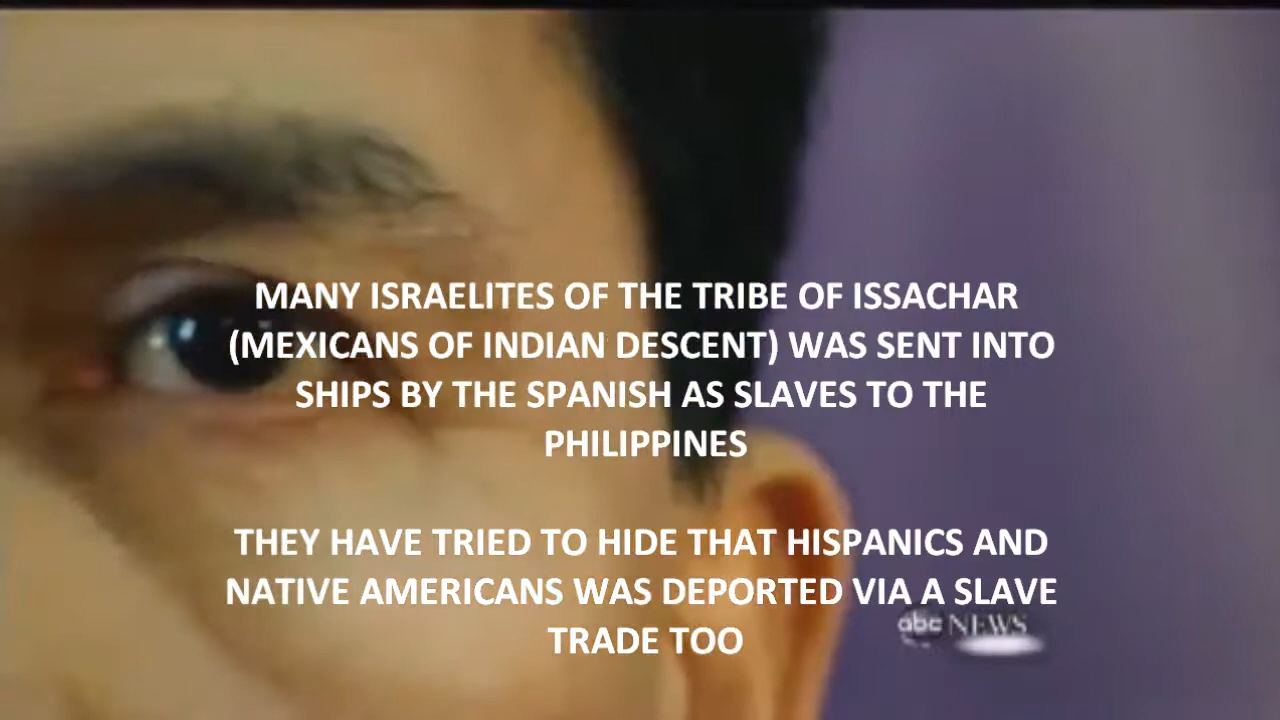 MANY ISRAELITES OF THE TRIBE OF ISSACHAR
(MEXICANS OF INDIAN DESCENT) WAS SENT INTO
SHIPS BY THE SPANISH AS SLAVES TO THE
PHILIPPINES
THEY HAVE TRIED TO HIDE THAT HISPANICS AND
NATIVE AMERICANS WAS DEPORTED VIA A SLAVE
TRADE TOO
abc NEWS